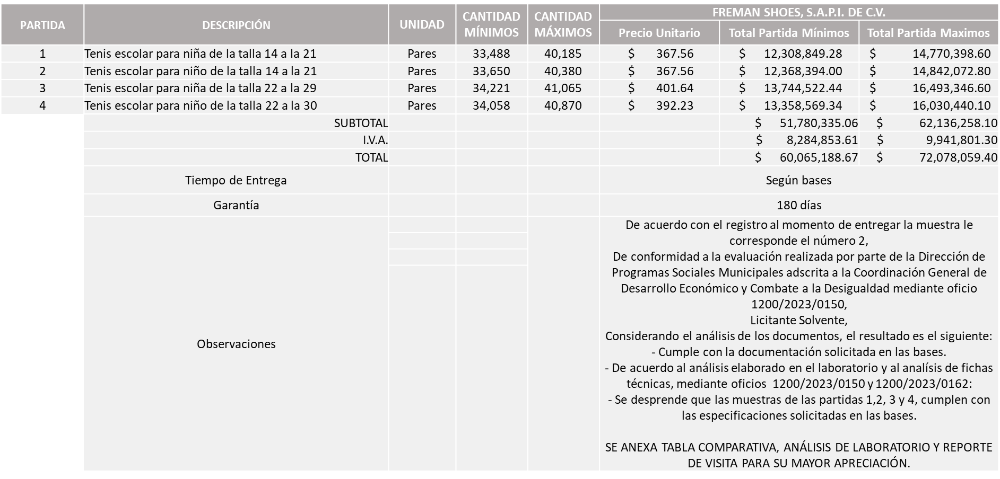 PARTIDA DESCRIPCIÓN UNIDAD CANTIDAD MÍNIMOS CANTIDAD MÁXIMOS FREMAN SHOES, S.A.P.I. DE C.V.
Precio Unitario Total Partida Mínimos Total Partida Maximos
1 Tenis escolar para niña de la talla 14 a la 21 Pares 33,488 40,185 $ 367.56 $ 12,308,849.28 $ 14,770,398.60
2 Tenis escolar para niño de la talla 14 a la 21 Pares 33,650 40,380 $ 367.56 $ 12,368,394.00 $ 14,842,072.80
3 Tenis escolar para niña de la talla 22 a la 29 Pares 34,221 41,065 $ 401.64 $ 13,744,522.44 $ 16,493,346.60
4 Tenis escolar para niño de la talla 22 a la 30 Pares 34,058 40,870 $ 392.23 $ 13,358,569.34 $ 16,030,440.10
SUBTOTAL $ 51,780,335.06 $ 62,136,258.10
I.V.A. $ 8,284,853.61 $ 9,941,801.30
TOTAL $ 60,065,188.67 $ 72,078,059.40
Tiempo de Entrega Según bases
Garantía 180 días
Observaciones
De acuerdo con el registro al momento de entregar la muestra le
corresponde el número 2,
De conformidad a la evaluación realizada por parte de la Dirección de
Programas Sociales Municipales adscrita a la Coordinación General de
Desarrollo Económico y Combate a la Desigualdad mediante oficio
1200/2023/0150,
Licitante Solvente,
Considerando el análisis de los documentos, el resultado es el siguiente:
- Cumple con la documentación solicitada en las bases.
- De acuerdo al análisis elaborado en el laboratorio y al analísis de fichas
técnicas, mediante oficios 1200/2023/0150 y 1200/2023/0162:
- Se desprende que las muestras de las partidas 1,2, 3 y 4, cumplen con
las especificaciones solicitadas en las bases.
SE ANEXA TABLA COMPARATIVA, ANÁLISIS DE LABORATORIO Y REPORTE
DE VISITA PARA SU MAYOR APRECIACIÓN.